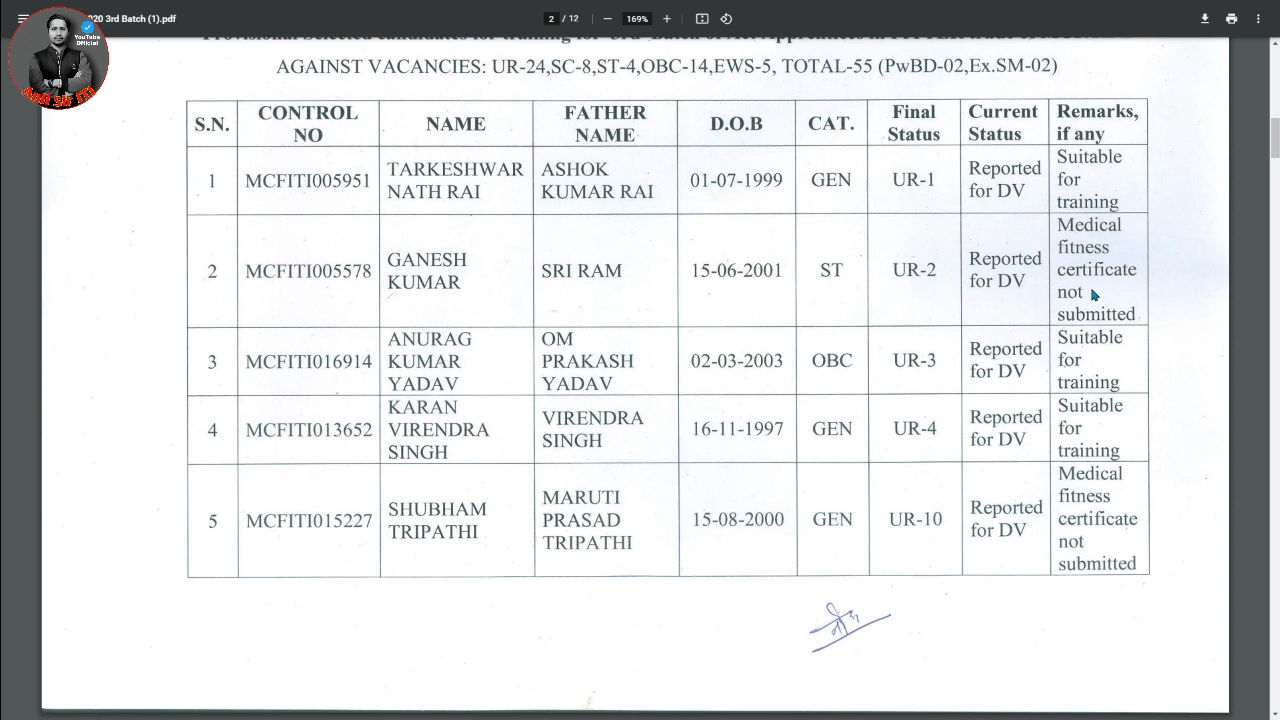 020 3rd Batch (1).pdf
2 / 12
169%
YouTube
Official
Amit Sir ITI
AGAINST VACANCIES: UR-24,SC-8,ST-4,OBC-14,EWS-5, TOTAL-55 (PwBD-02,Ex.SM-02)
S.N. CONTROL NO NAME FATHER NAME D.O.B CAT. Final Status Current Status Remarks, if any
1 MCFITI005951 TARKESHWAR NATH RAI ASHOK KUMAR RAI 01-07-1999 GEN UR-1 Reported for DV Suitable for training
2 MCFITI005578 GANESH KUMAR SRI RAM 15-06-2001 ST UR-2 Reported for DV Medical fitness certificate not submitted
3 MCFITI016914 ANURAG KUMAR YADAV OM PRAKASH YADAV 02-03-2003 OBC UR-3 Reported for DV Suitable for training
4 MCFITI013652 KARAN VIRENDRA SINGH VIRENDRA SINGH 16-11-1997 GEN UR-4 Reported for DV Suitable for training
5 MCFITI015227 SHUBHAM TRIPATHI MARUTI PRASAD TRIPATHI 15-08-2000 GEN UR-10 Reported for DV Medical fitness certificate not submitted